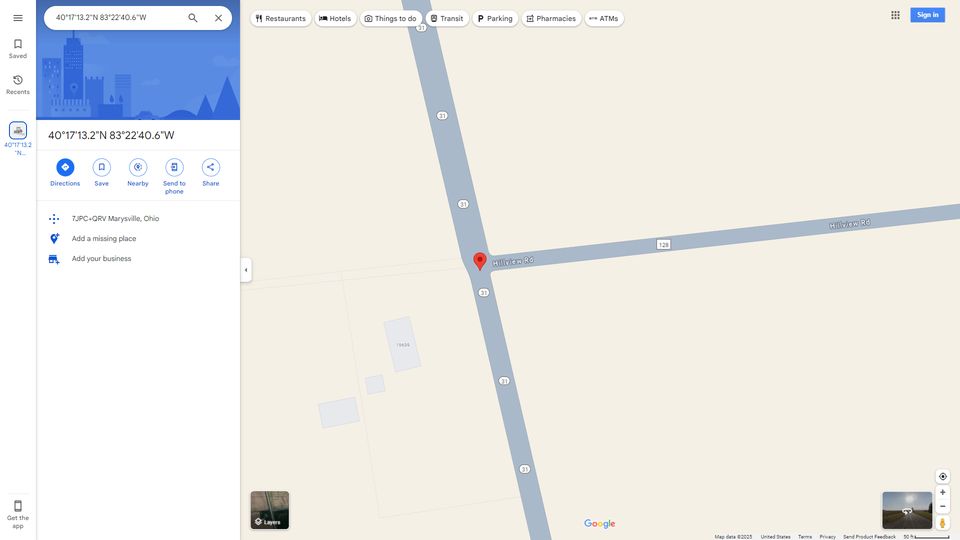 40°17'13.2"N 83°22'40.6"W
Restaurants
Hotels
Things to do
Transit
Parking
Pharmacies
ATMs
Sign in
Saved
Recents
40°17'13.2
"N...
40°17'13.2"N 83°22'40.6"W
Directions
Save
Nearby
Send to
phone
Share
7JPC+QRV Marysville, Ohio
Add a missing place
Add your business
Get the
app
31
31
31
31
31
31
128
Hillview Rd
Hillview Rd
Layers
Google
Map data ©2025
United States
Terms
Privacy
Send Product Feedback
50 ft